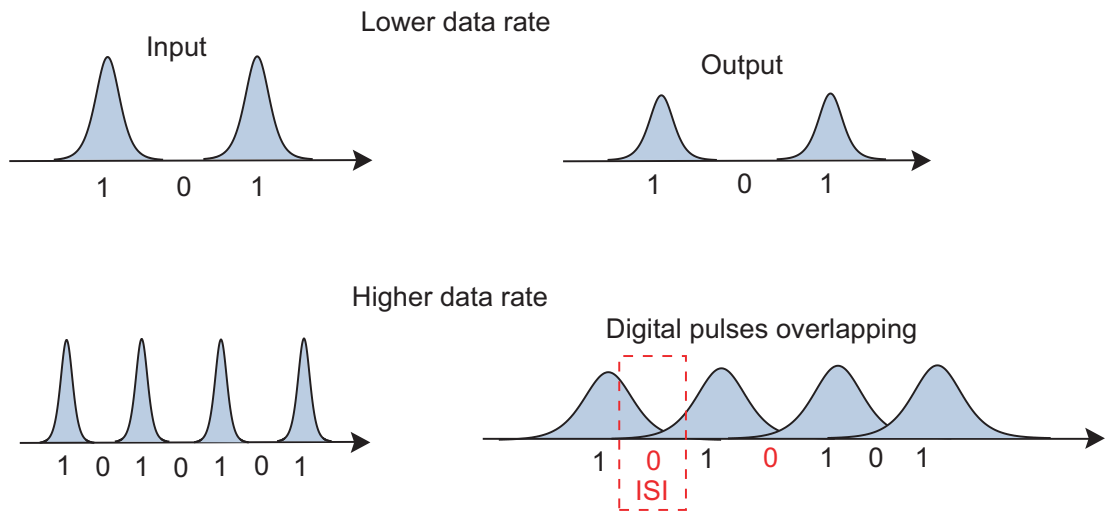 Lower data rate
Input
Output
1 0 1
1 0 1
Higher data rate
Digital pulses overlapping
1 0 1 0 1 0 1
1 0 1 0 1 0 1
ISI